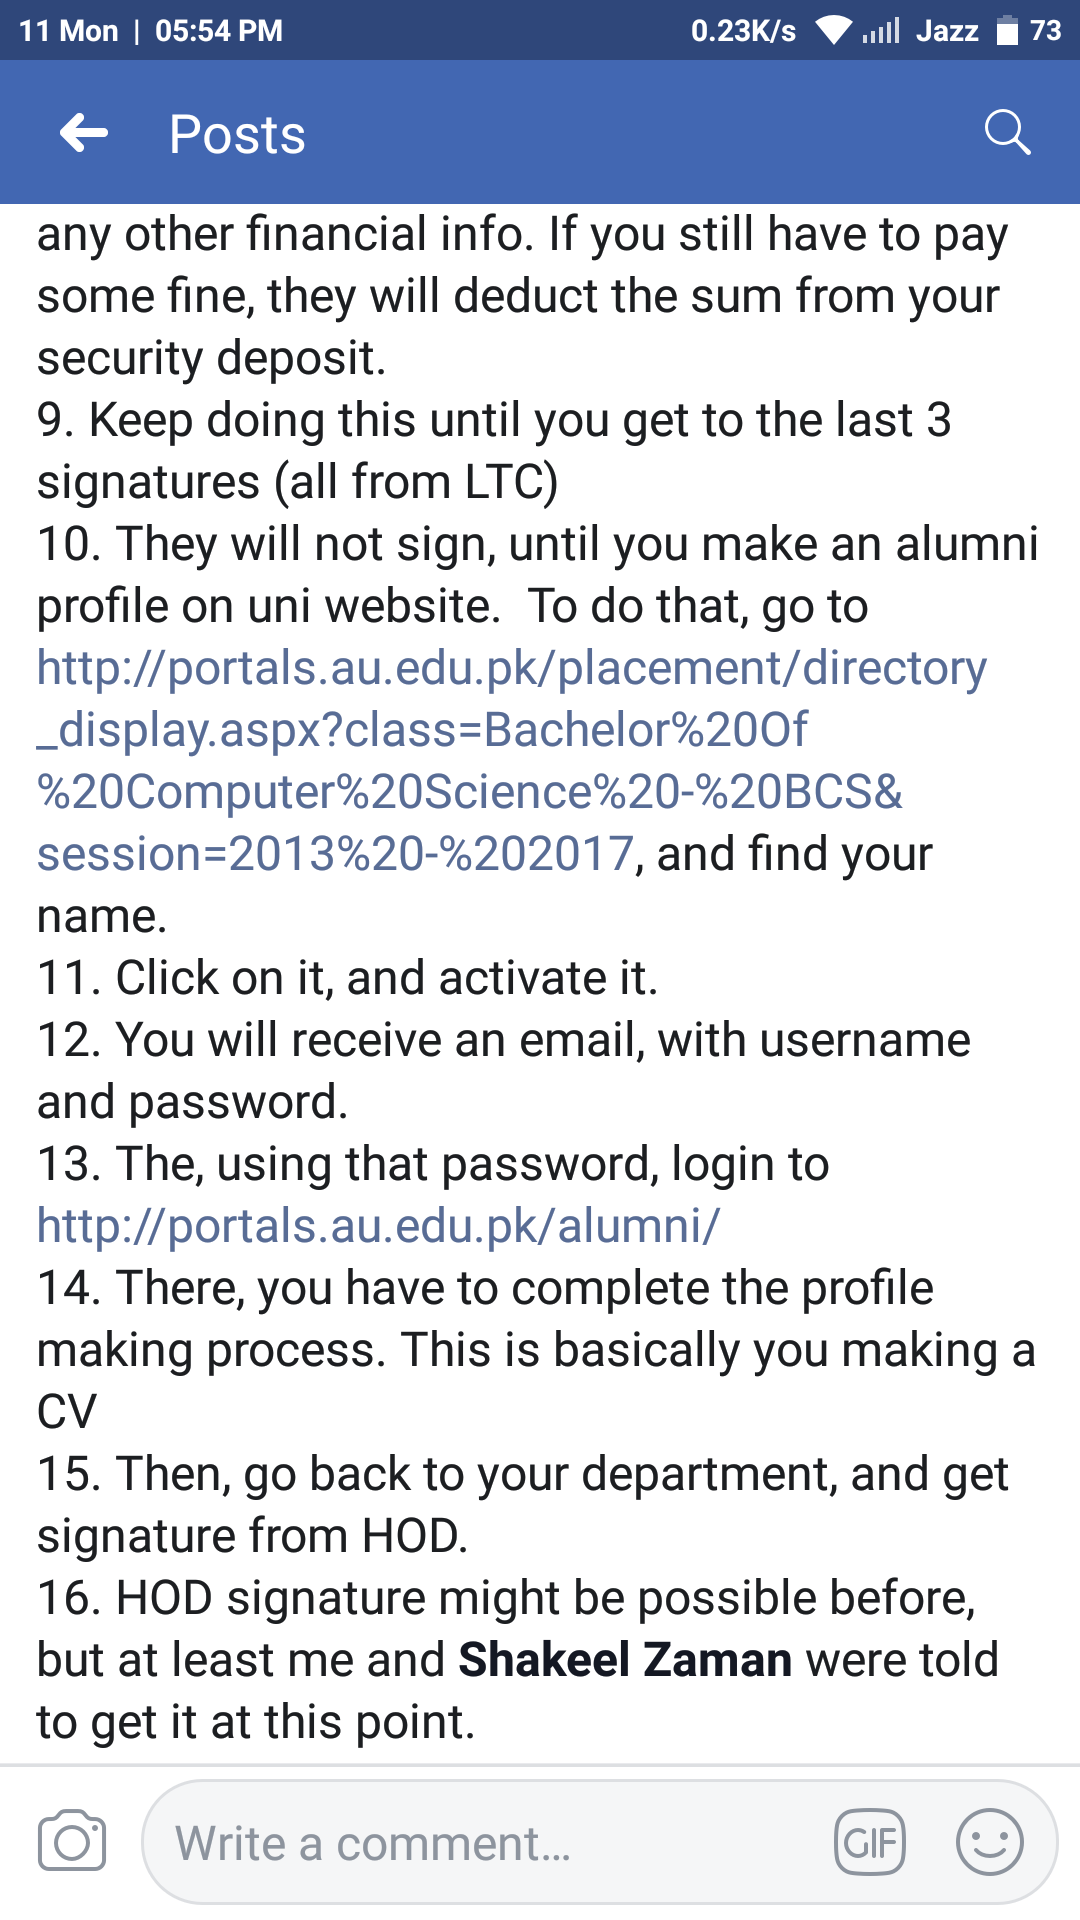 11 Mon | 05:54 PM 0.23K/s Jazz 73
Posts
any other financial info. If you still have to pay
some fine, they will deduct the sum from your
security deposit.
9. Keep doing this until you get to the last 3
signatures (all from LTC)
10. They will not sign, until you make an alumni
profile on uni website.  To do that, go to
http://portals.au.edu.pk/placement/directory
_display.aspx?class=Bachelor%20Of
%20Computer%20Science%20-%20BCS&
session=2013%20-%202017, and find your
name.
11. Click on it, and activate it.
12. You will receive an email, with username
and password.
13. The, using that password, login to
http://portals.au.edu.pk/alumni/
14. There, you have to complete the profile
making process. This is basically you making a
CV
15. Then, go back to your department, and get
signature from HOD.
16. HOD signature might be possible before,
but at least me and Shakeel Zaman were told
to get it at this point.
Write a comment... GIF